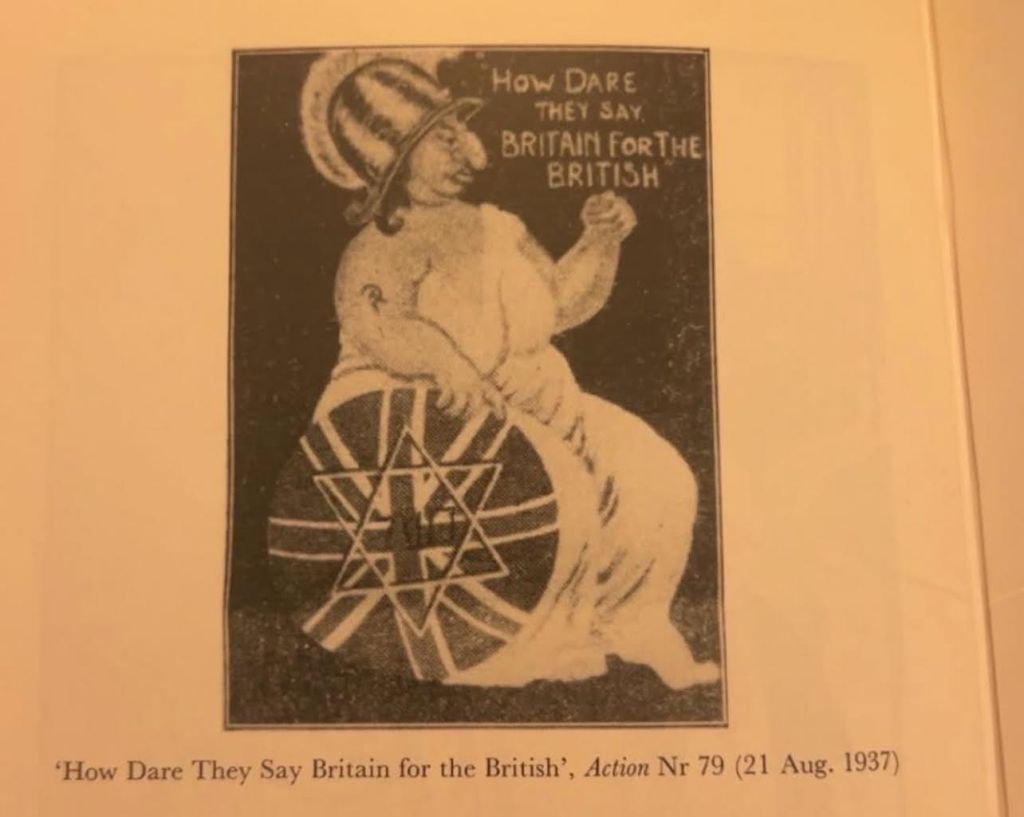 "HOW DARE
THEY SAY,
BRITAIN FOR THE
BRITISH"
'How Dare They Say Britain for the British', Action Nr 79 (21 Aug. 1937)